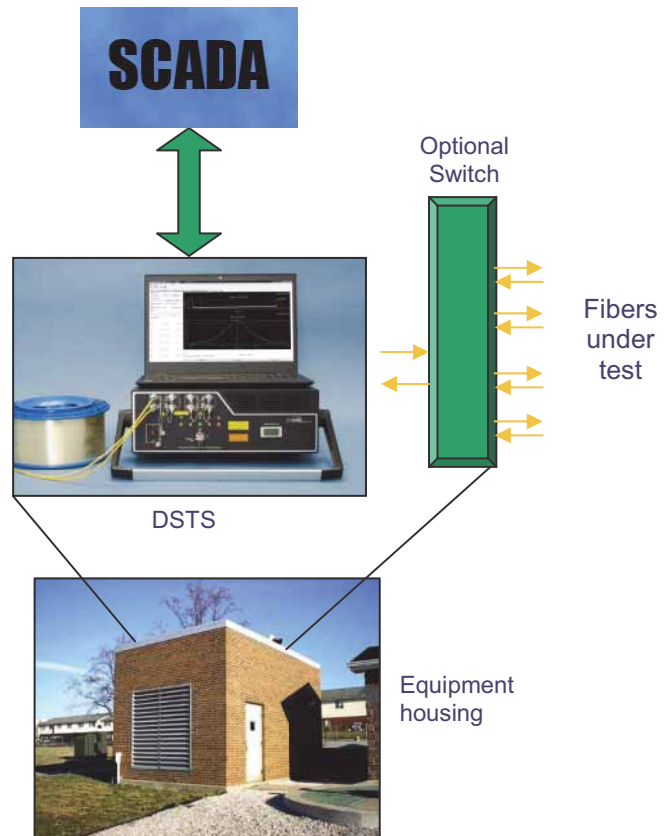 SCADA
Optional
Switch
Fibers
under
test
DSTS
Equipment
housing